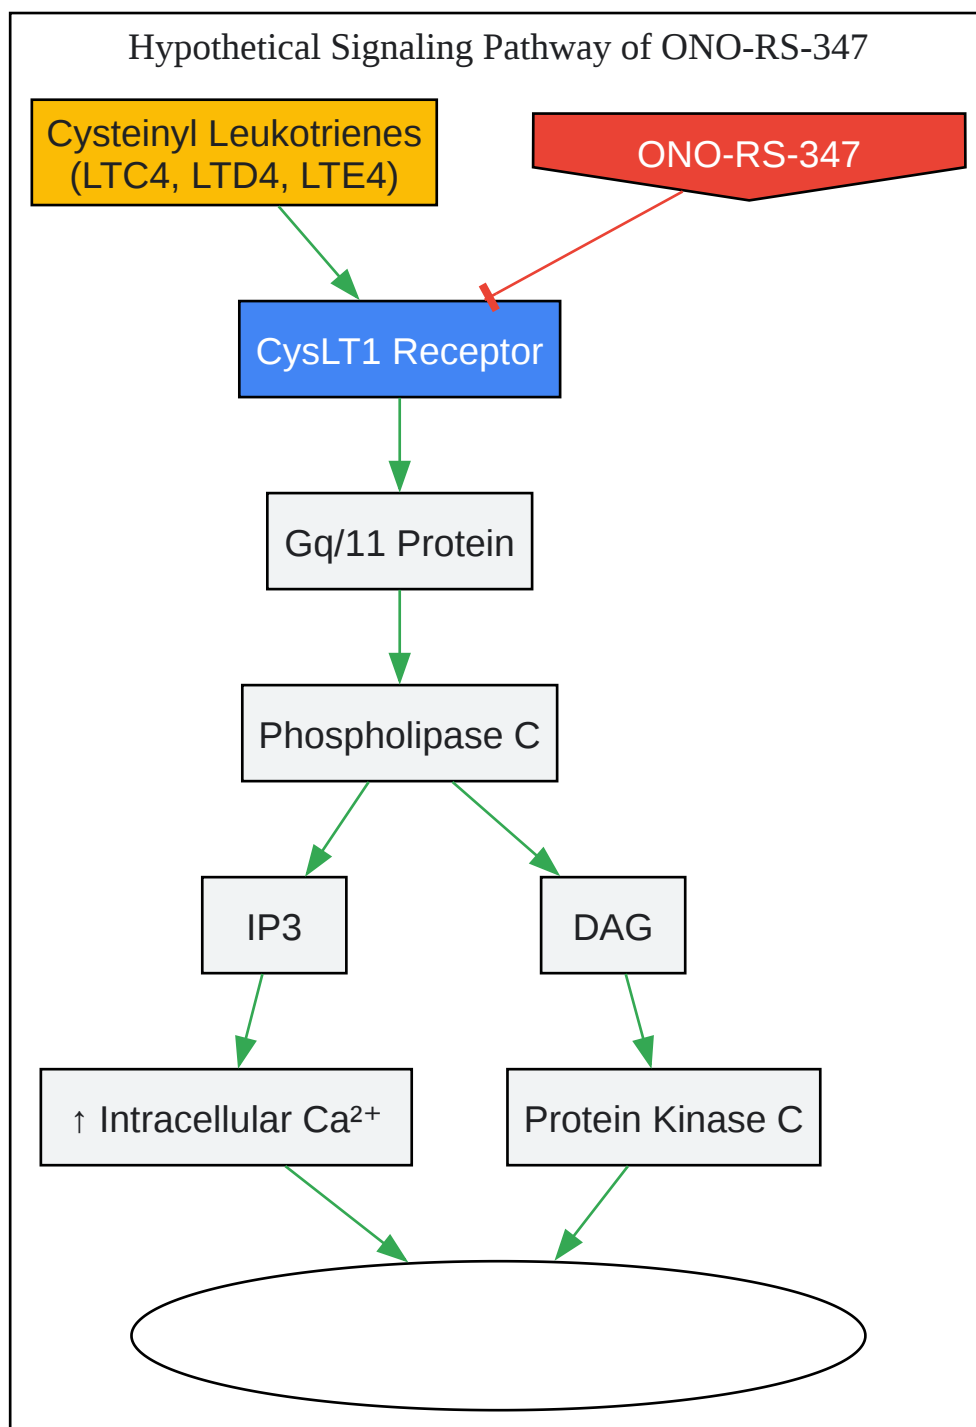 Hypothetical Signaling Pathway of ONO-RS-347
Cysteinyl Leukotrienes
(LTC4, LTD4, LTE4)
ONO-RS-347
CysLT1 Receptor
Gq/11 Protein
Phospholipase C
IP3
DAG
↑ Intracellular Ca²⁺
Protein Kinase C